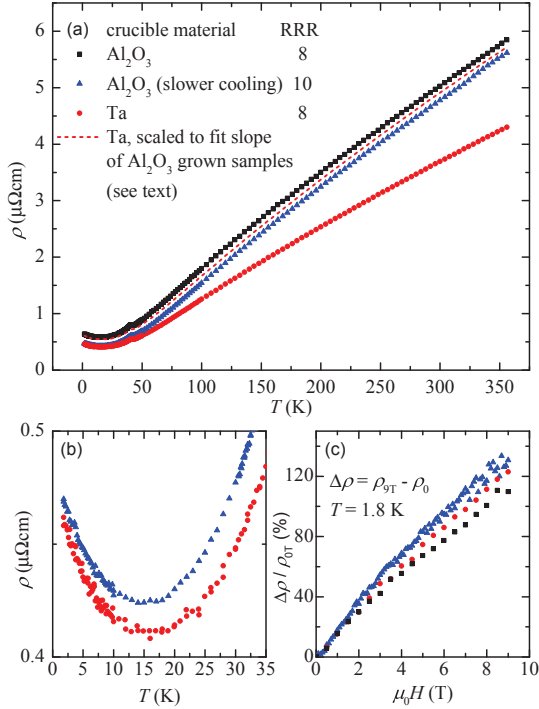 (a) crucible material RRR
Al₂O₃ 8
Al₂O₃ (slower cooling) 10
Ta 8
Ta, scaled to fit slope
of Al₂O₃ grown samples
(see text)
6
5
4
3
2
1
0
ρ (μΩcm)
0 50 100 150 200 250 300 350
T (K)
(b)
0.5
0.4
ρ (μΩcm)
0 5 10 15 20 25 30 35
T (K)
(c)
Δρ = ρ9T - ρ0
T = 1.8 K
120
80
40
0
Δρ / ρ0T (%)
0 2 4 6 8 10
μ₀H (T)